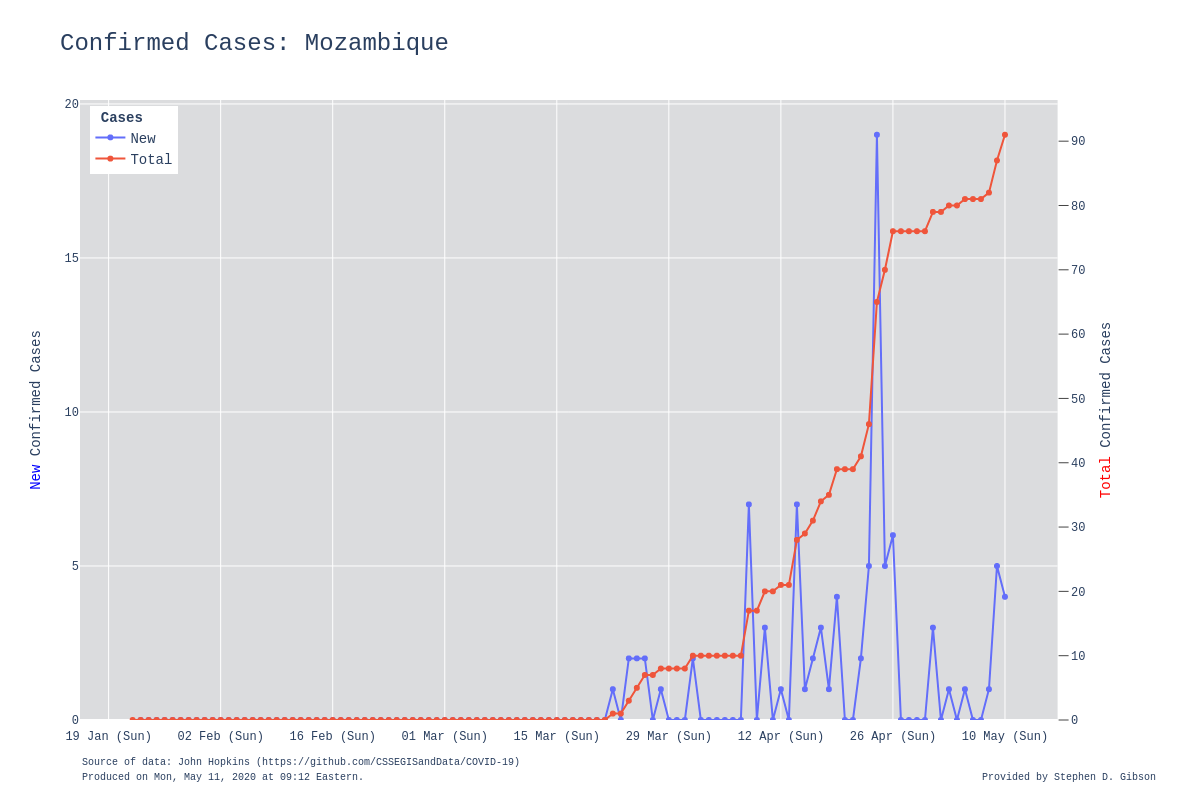 Confirmed Cases: Mozambique
Cases
New
Total
20
15
10
5
0
90
80
70
60
50
40
30
20
10
0
New Confirmed Cases
Total Confirmed Cases
19 Jan (Sun) 02 Feb (Sun) 16 Feb (Sun) 01 Mar (Sun) 15 Mar (Sun) 29 Mar (Sun) 12 Apr (Sun) 26 Apr (Sun) 10 May (Sun)
Source of data: John Hopkins (https://github.com/CSSEGISandData/COVID-19)
Produced on Mon, May 11, 2020 at 09:12 Eastern.
Provided by Stephen D. Gibson